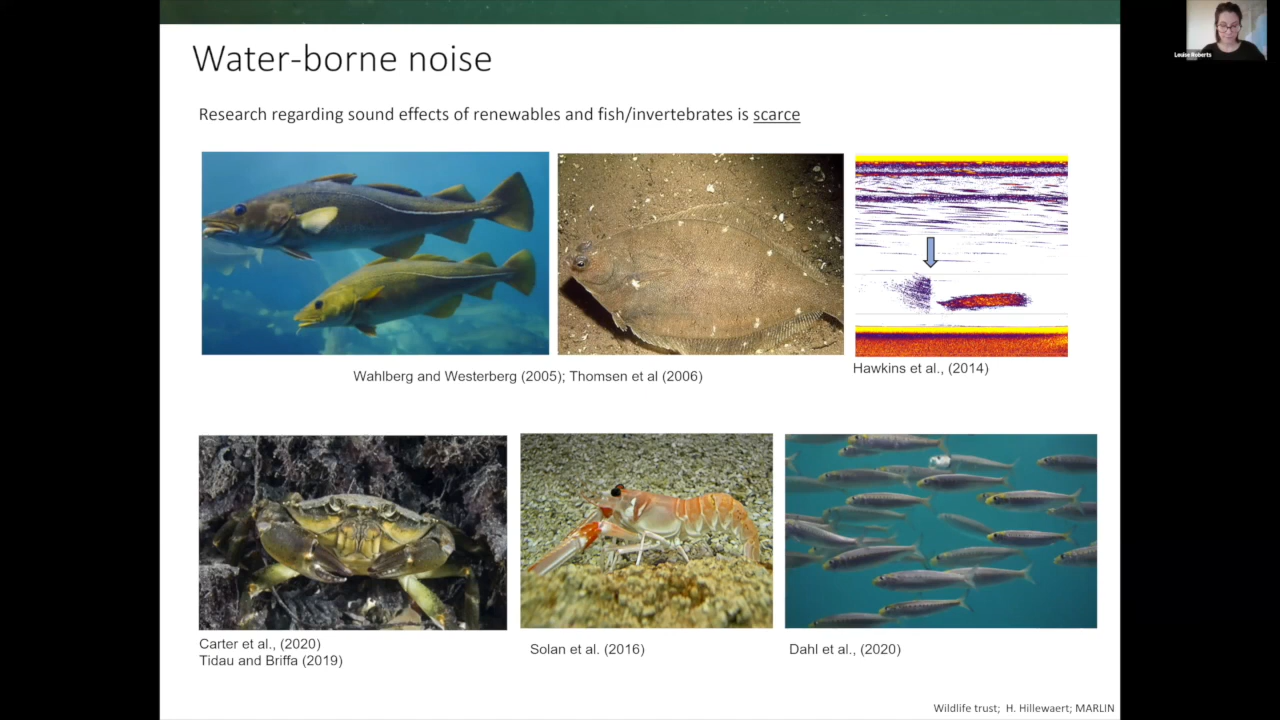 Water-borne noise
Louise Roberts
Research regarding sound effects of renewables and fish/invertebrates is scarce
Wahlberg and Westerberg (2005); Thomsen et al (2006)
Hawkins et al., (2014)
Carter et al., (2020)
Tidau and Briffa (2019)
Solan et al. (2016)
Dahl et al., (2020)
Wildlife trust;  H. Hillewaert; MARLIN